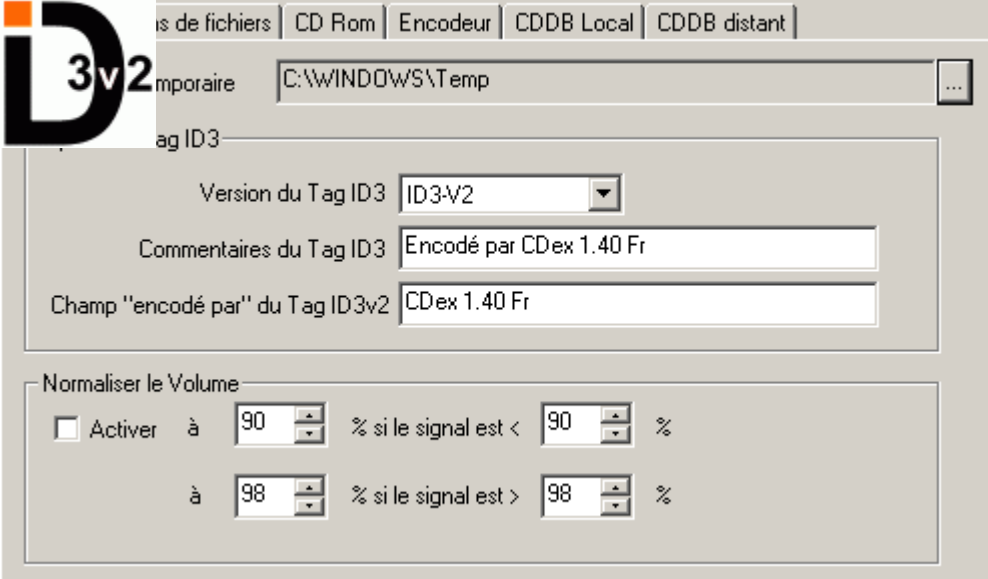 iD3v2
s de fichiers CD Rom Encodeur CDDB Local CDDB distant
mporaire C:\WINDOWS\Temp ...
ag ID3
Version du Tag ID3 ID3-V2
Commentaires du Tag ID3 Encodé par CDex 1.40 Fr
Champ "encodé par" du Tag ID3v2 CDex 1.40 Fr
Normaliser le Volume
Activer à 90 % si le signal est < 90 %
à 98 % si le signal est > 98 %